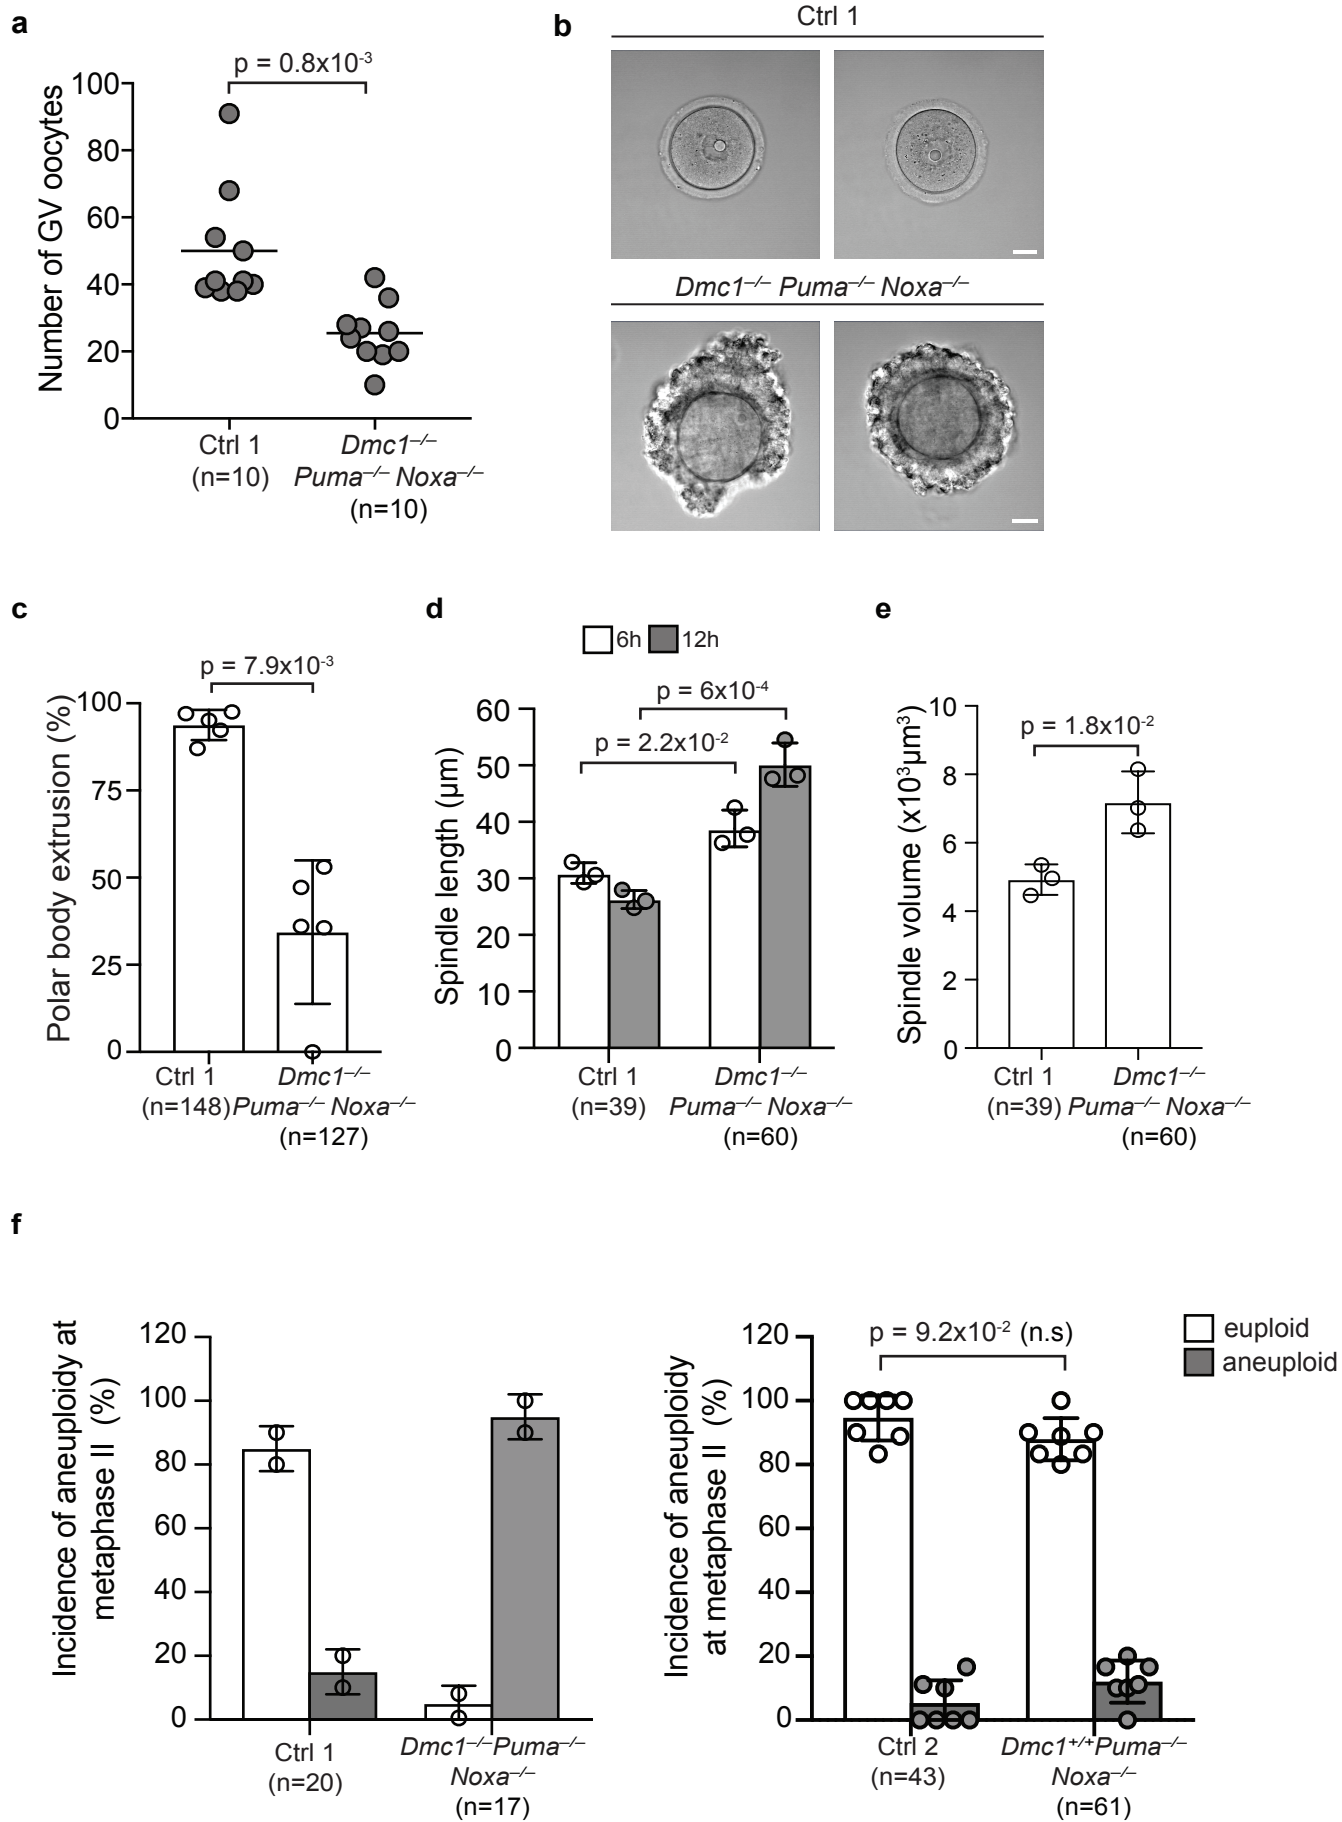 a
p = 0.8x10⁻³
Number of GV oocytes
100
80
60
40
20
0
Ctrl 1
(n=10)
Dmc1⁻/⁻
Puma⁻/⁻ Noxa⁻/⁻
(n=10)
b
Ctrl 1
Dmc1⁻/⁻ Puma⁻/⁻ Noxa⁻/⁻
c
p = 7.9x10⁻³
Polar body extrusion (%)
100
75
50
25
0
Ctrl 1
(n=148)
Dmc1⁻/⁻
Puma⁻/⁻ Noxa⁻/⁻
(n=127)
d
6h
12h
p = 6x10⁻⁴
p = 2.2x10⁻²
Spindle length (µm)
60
50
40
30
20
10
0
Ctrl 1
(n=39)
Dmc1⁻/⁻
Puma⁻/⁻ Noxa⁻/⁻
(n=60)
e
p = 1.8x10⁻²
Spindle volume (x10³µm³)
10
8
6
4
2
0
Ctrl 1
(n=39)
Dmc1⁻/⁻
Puma⁻/⁻ Noxa⁻/⁻
(n=60)
f
Incidence of aneuploidy at
metaphase II (%)
120
100
80
60
40
20
0
Ctrl 1
(n=20)
Dmc1⁻/⁻Puma⁻/⁻
Noxa⁻/⁻
(n=17)
p = 9.2x10⁻² (n.s)
Incidence of aneuploidy
at metaphase II (%)
120
100
80
60
40
20
0
Ctrl 2
(n=43)
Dmc1⁺/⁺Puma⁻/⁻
Noxa⁻/⁻
(n=61)
euploid
aneuploid